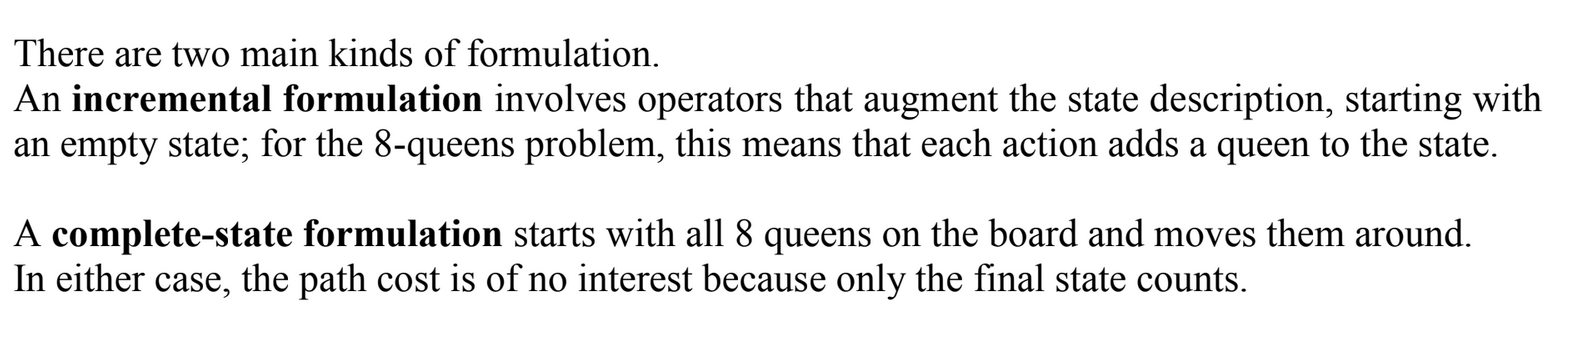 There are two main kinds of formulation.
An incremental formulation involves operators that augment the state description, starting with
an empty state; for the 8-queens problem, this means that each action adds a queen to the state.
A complete-state formulation starts with all 8 queens on the board and moves them around.
In either case, the path cost is of no interest because only the final state counts.